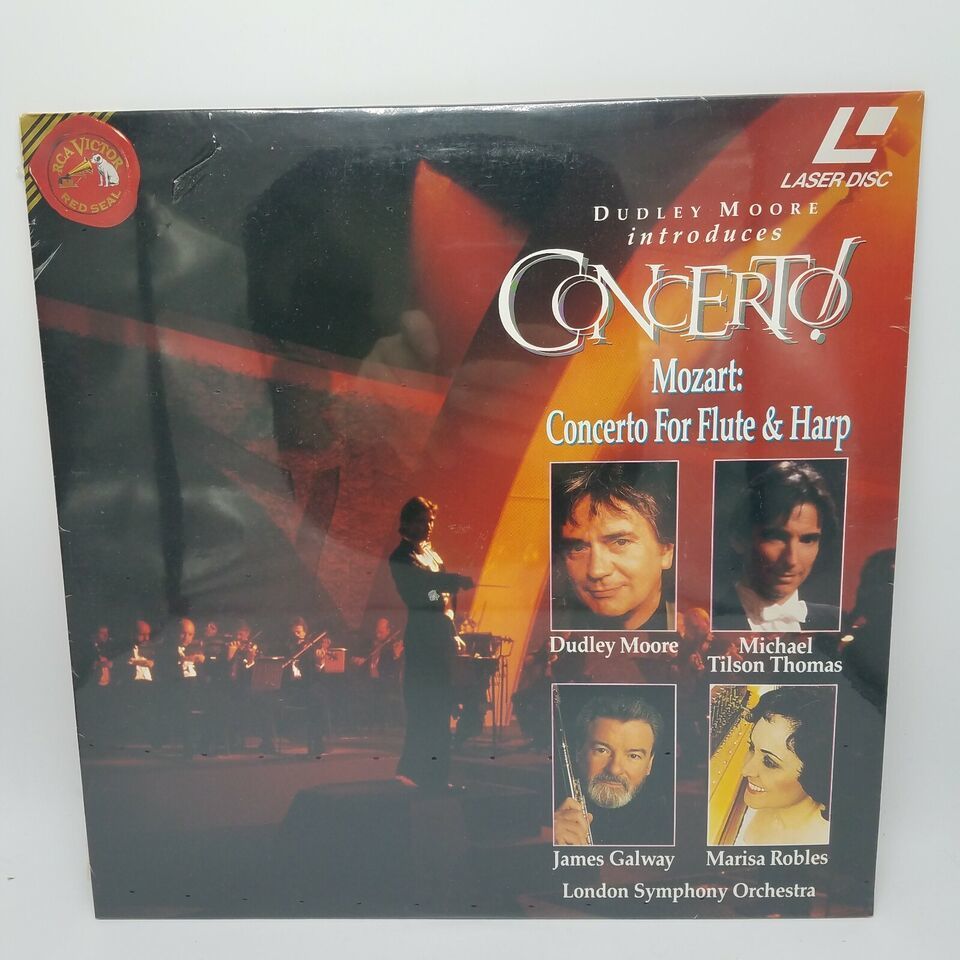 RCA VICTOR
RED SEAL
L
LASER DISC
DUDLEY MOORE
introduces
CONCERTO!
Mozart:
Concerto For Flute & Harp
Dudley Moore
Michael
Tilson Thomas
James Galway
Marisa Robles
London Symphony Orchestra